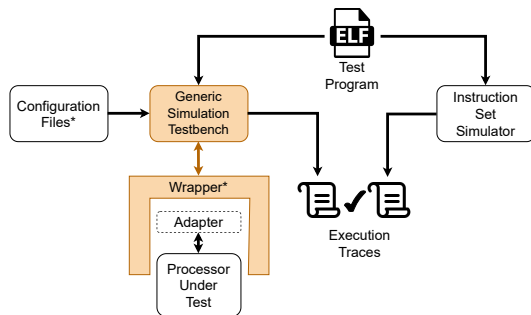 ELF
Test
Program
Configuration
Files*
Generic
Simulation
Testbench
Instruction
Set
Simulator
Wrapper*
Adapter
Processor
Under
Test
Execution
Traces